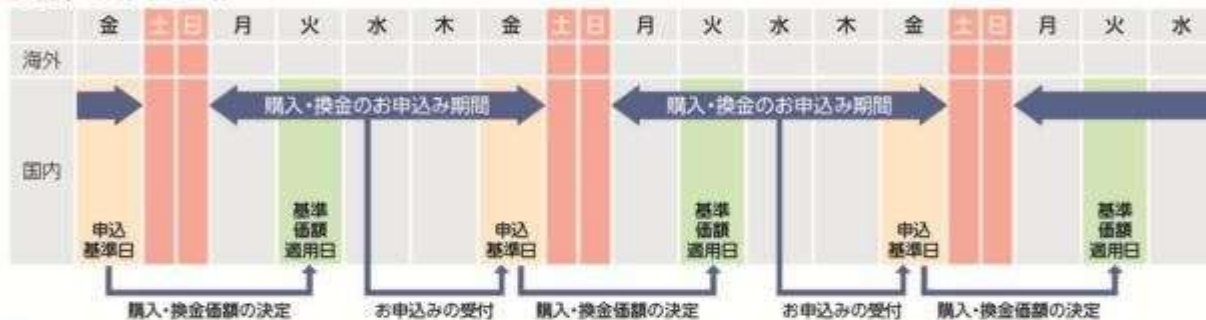 金 土 日 月 火 水 木 金 土 日 月 火 水 木 金 土 日 月 火 水
海外
購入・換金のお申込み期間 購入・換金のお申込み期間
国内
申込
基準日
基準
価額
適用日
申込
基準日
基準
価額
適用日
申込
基準日
基準
価額
適用日
購入・換金価額の決定 お申込みの受付 購入・換金価額の決定 お申込みの受付 購入・換金価額の決定